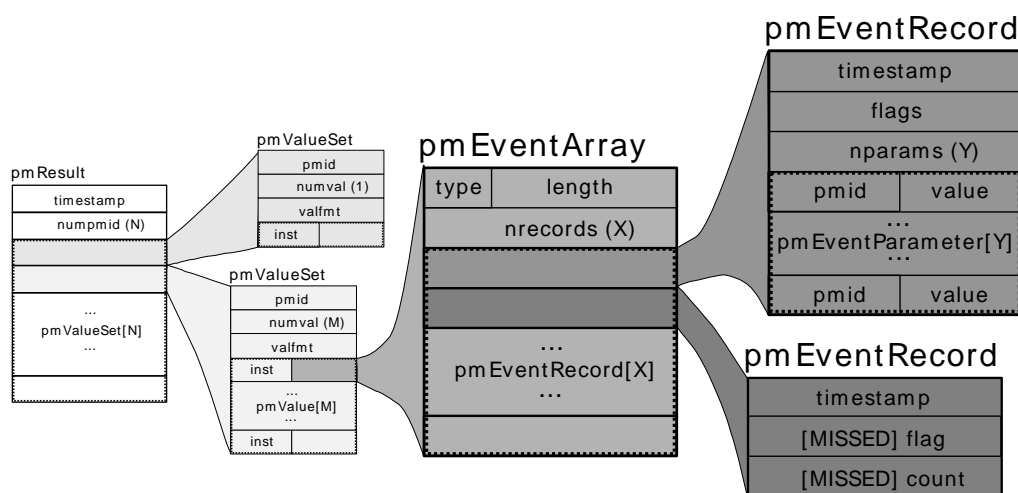 pmResult
timestamp
numpmid (N)
...
pmValueSet[N]
...
pmValueSet
pmid
numval (1)
valfmt
inst
pmValueSet
pmid
numval (M)
valfmt
inst
...
pmValue[M]
...
inst
pmEventArray
type length
nrecords (X)
...
pmEventRecord[X]
...
pmEventRecord
timestamp
flags
nparams (Y)
pmid value
...
pmEventParameter[Y]
...
pmid value
pmEventRecord
timestamp
[MISSED] flag
[MISSED] count